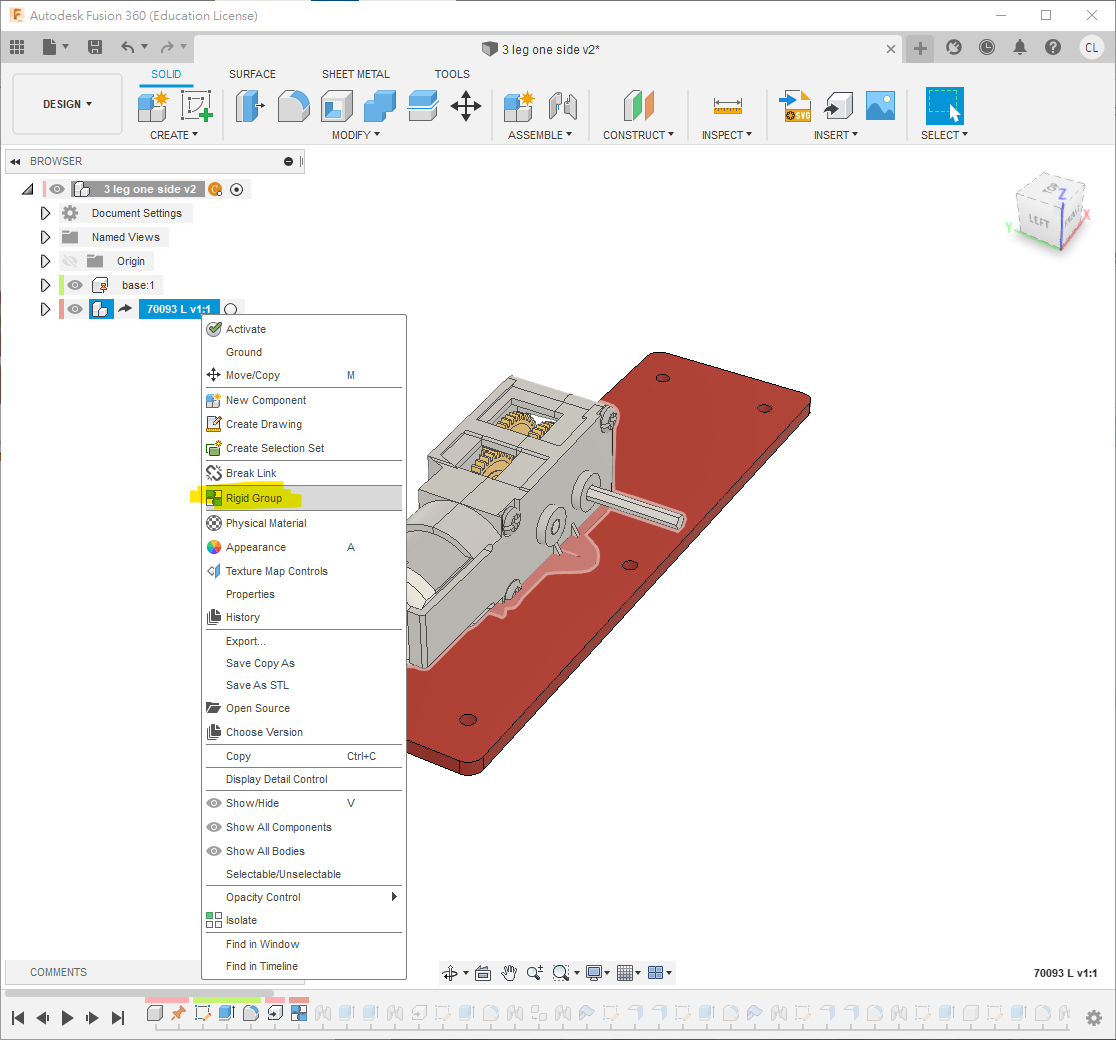 Autodesk Fusion 360 (Education License)
3 leg one side v2*
CL
SOLID SURFACE SHEET METAL TOOLS
DESIGN
SVG
CREATE MODIFY ASSEMBLE CONSTRUCT INSPECT INSERT SELECT
BROWSER
3 leg one side v2
Document Settings
Named Views
Origin
base:1
70093 L v1:1
Z
X
Y
LEFT
Activate
Ground
Move/Copy M
New Component
Create Drawing
Create Selection Set
Break Link
Rigid Group
Physical Material
Appearance A
Texture Map Controls
Properties
History
Export...
Save Copy As
Save As STL
Open Source
Choose Version
Copy Ctrl+C
Display Detail Control
Show/Hide V
Show All Components
Show All Bodies
Selectable/Unselectable
Opacity Control
Isolate
Find in Window
Find in Timeline
COMMENTS
70093 L v1:1